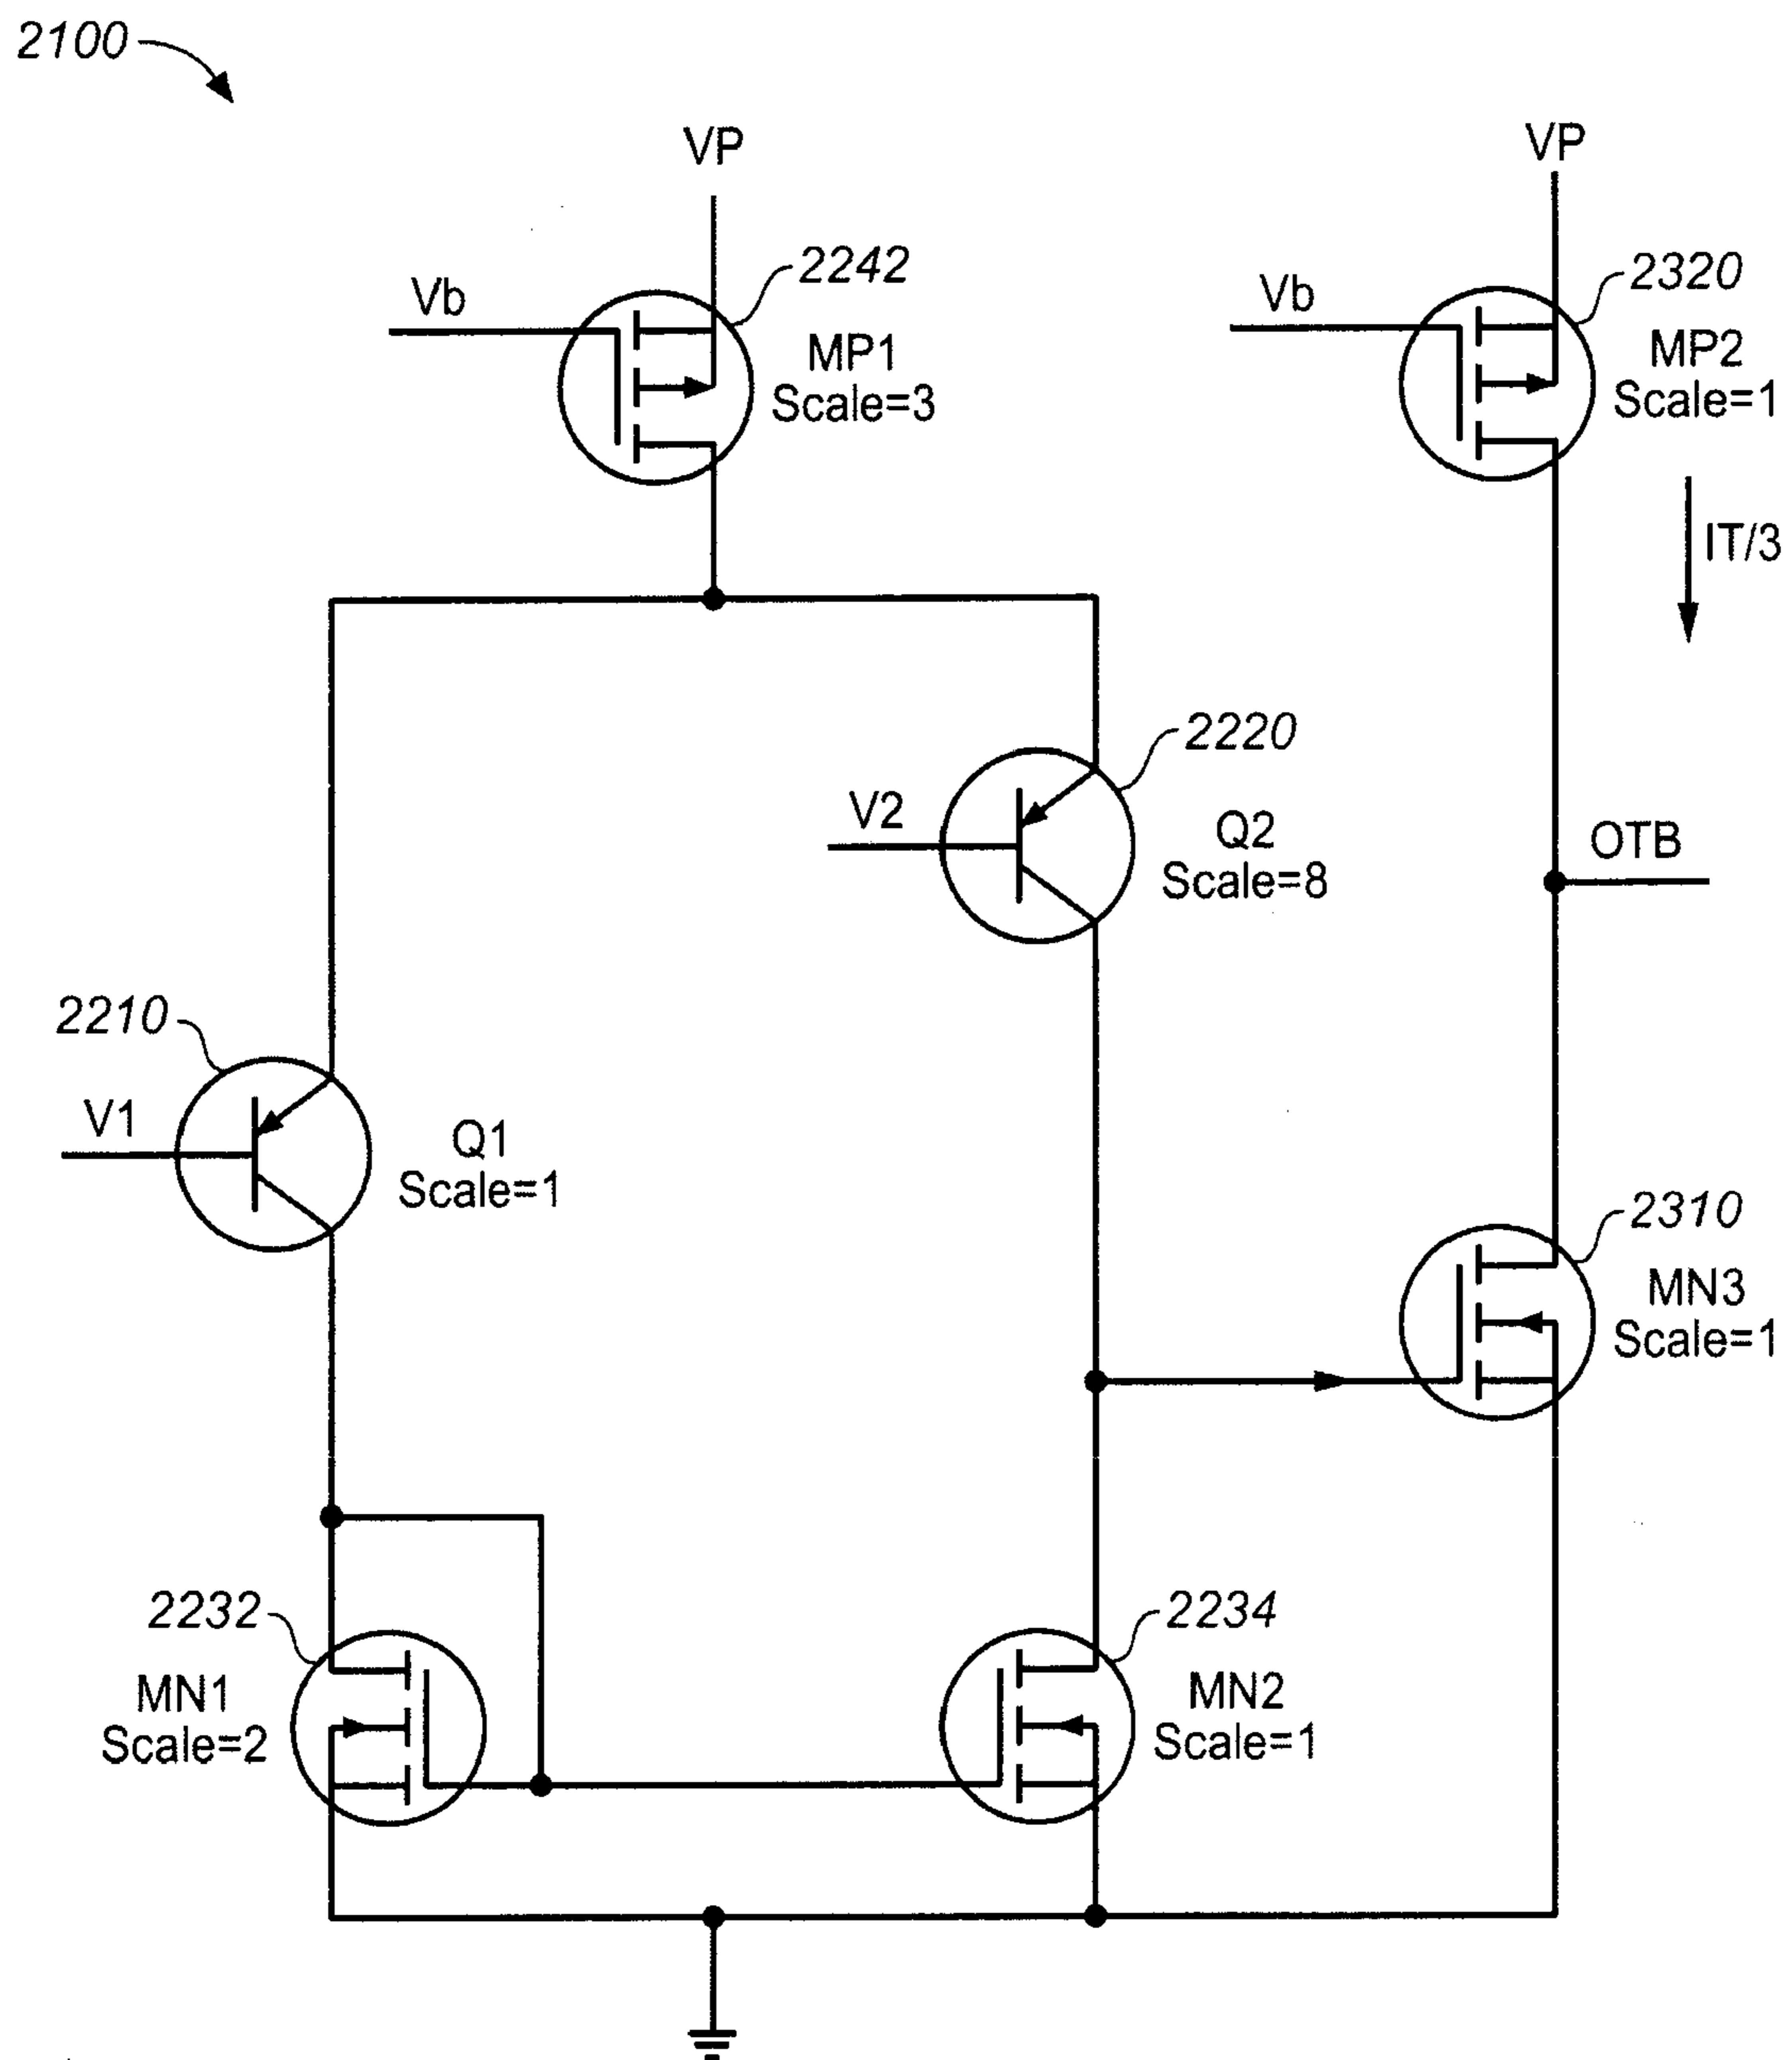 2100
VP
VP
2242
2320
Vb
Vb
MP1
Scale=3
MP2
Scale=1
IT/3
2220
V2
Q2
Scale=8
OTB
2210
V1
Q1
Scale=1
2310
MN3
Scale=1
2232
2234
MN1
Scale=2
MN2
Scale=1